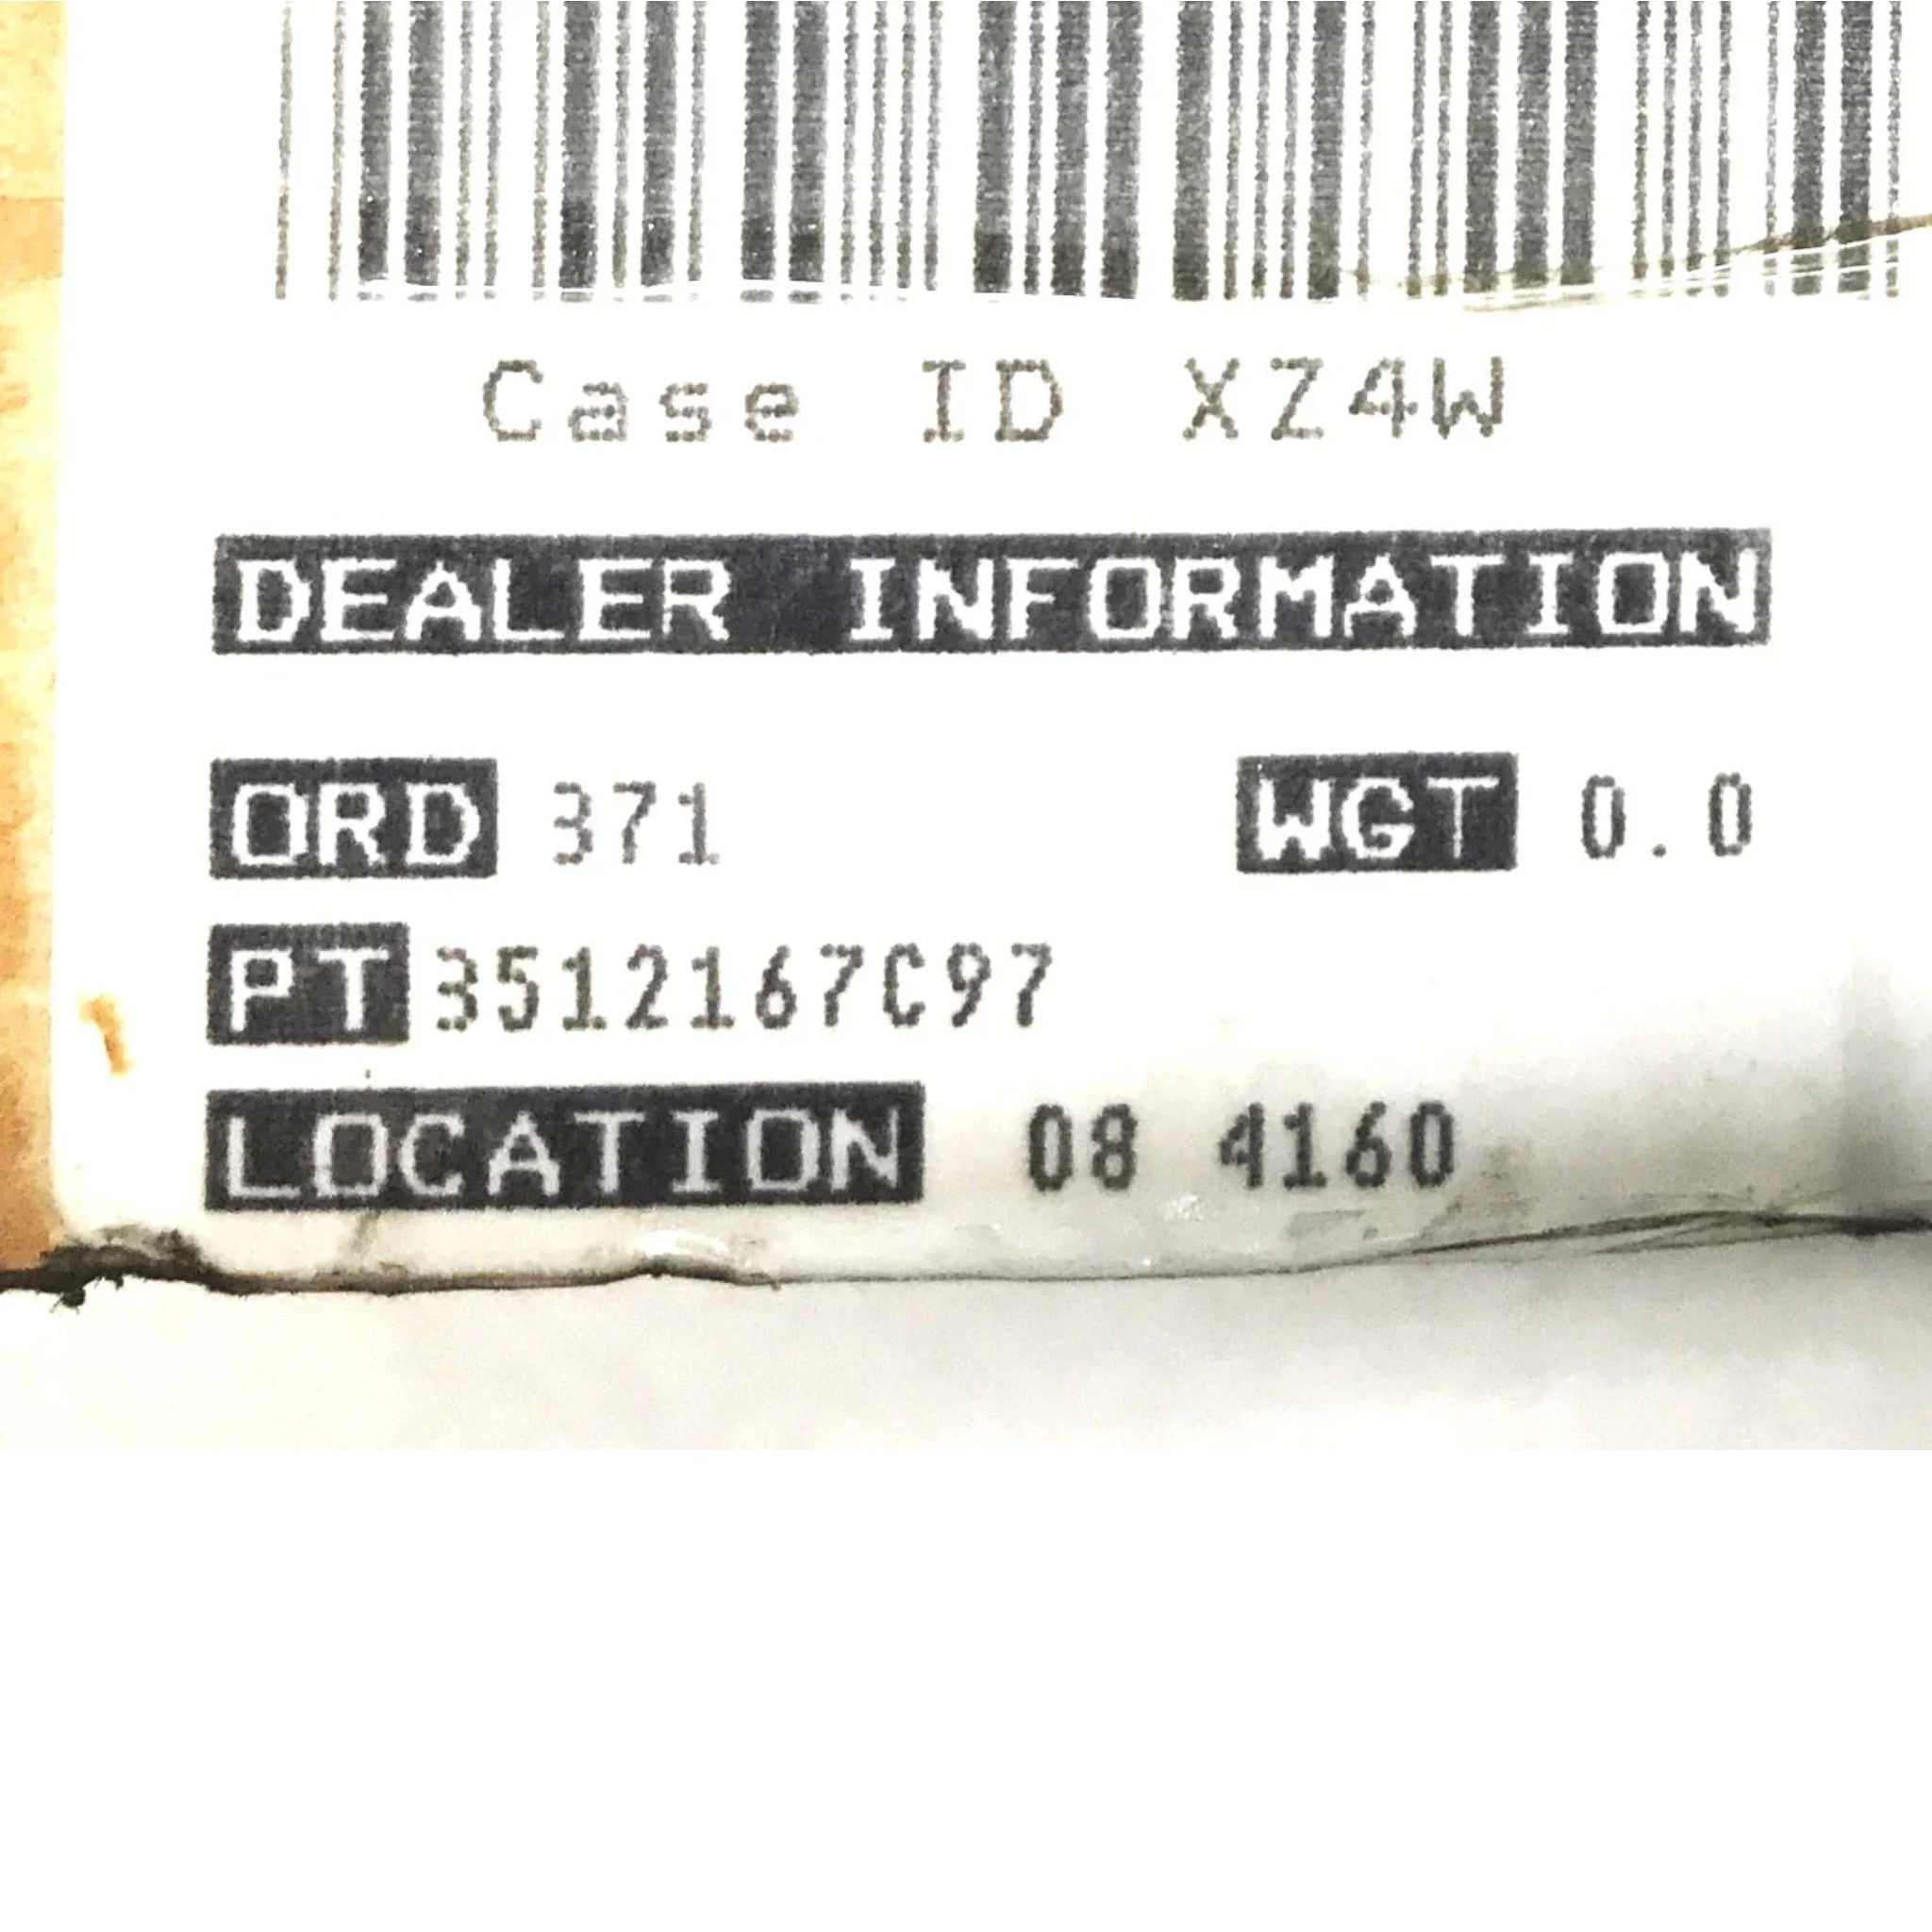 Case ID XZ4W
DEALER INFORMATION
ORD 371 WGT 0.0
PT 3512167C97
LOCATION 08 4160